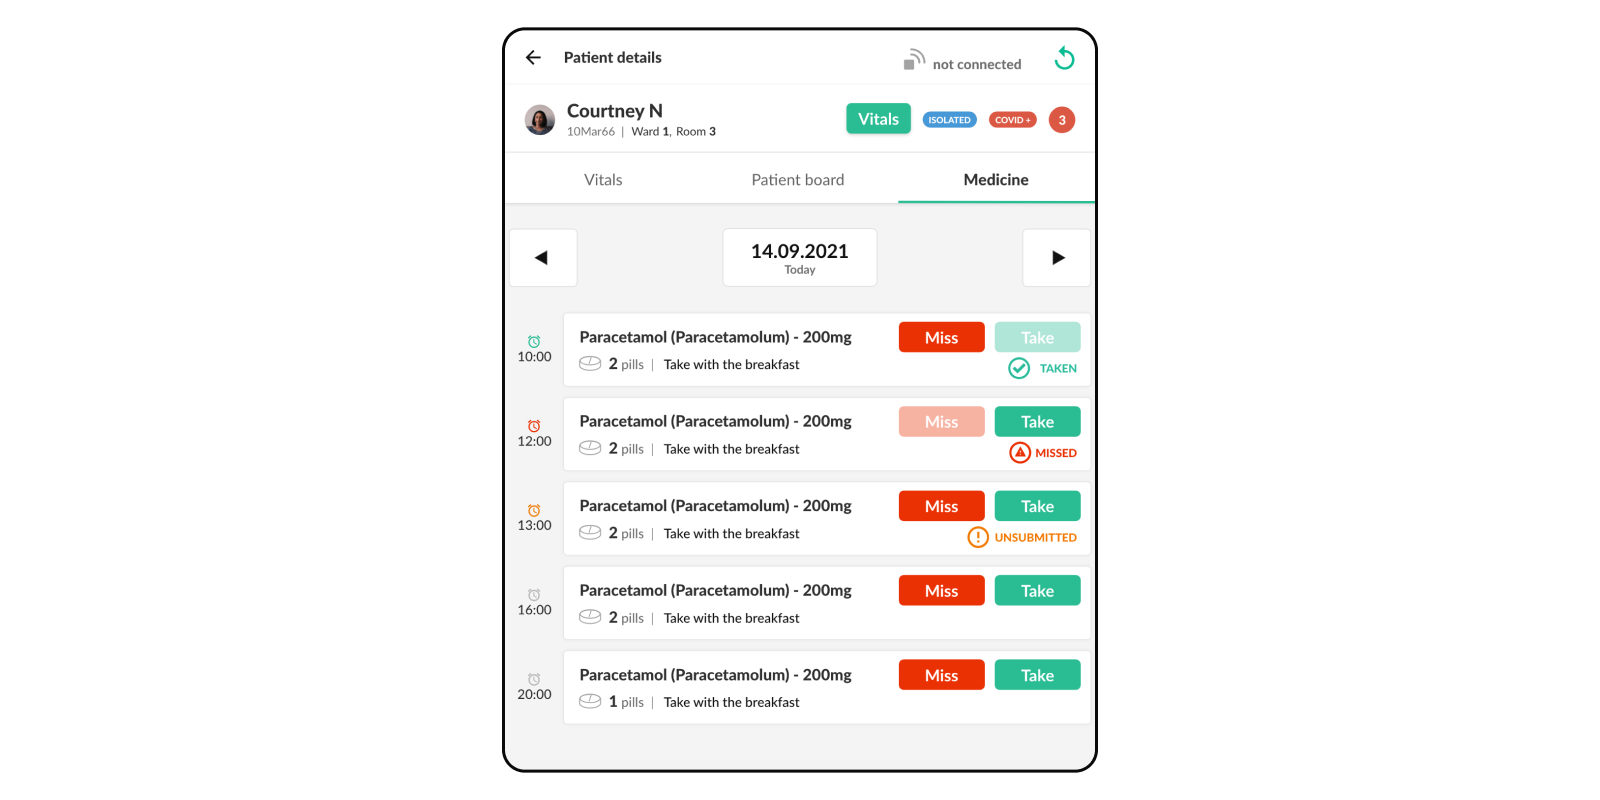 Patient details
not connected
Courtney N
10Mar66 | Ward 1, Room 3
Vitals
ISOLATED
COVID +
3
Vitals
Patient board
Medicine
14.09.2021
Today
10:00
Paracetamol (Paracetamolum) - 200mg
2 pills | Take with the breakfast
Miss
Take
TAKEN
12:00
Paracetamol (Paracetamolum) - 200mg
2 pills | Take with the breakfast
Miss
Take
MISSED
13:00
Paracetamol (Paracetamolum) - 200mg
2 pills | Take with the breakfast
Miss
Take
UNSUBMITTED
16:00
Paracetamol (Paracetamolum) - 200mg
2 pills | Take with the breakfast
Miss
Take
20:00
Paracetamol (Paracetamolum) - 200mg
1 pills | Take with the breakfast
Miss
Take